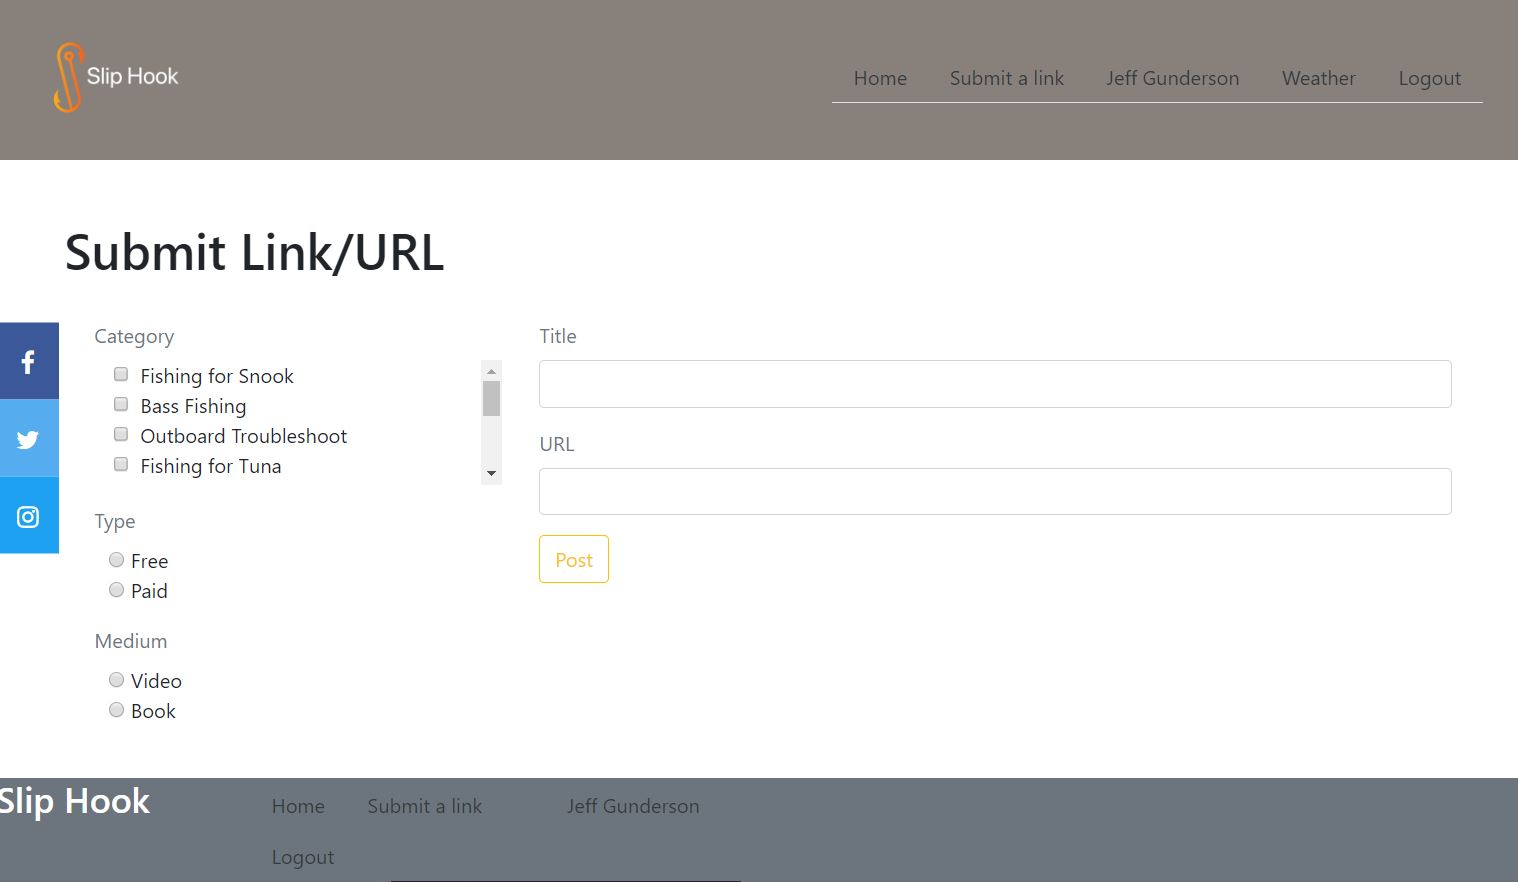 Slip Hook
Home Submit a link Jeff Gunderson Weather Logout
Submit Link/URL
Category
Fishing for Snook
Bass Fishing
Outboard Troubleshoot
Fishing for Tuna
Type
Free
Paid
Medium
Video
Book
Title
URL
Post
Slip Hook
Home Submit a link Jeff Gunderson
Logout